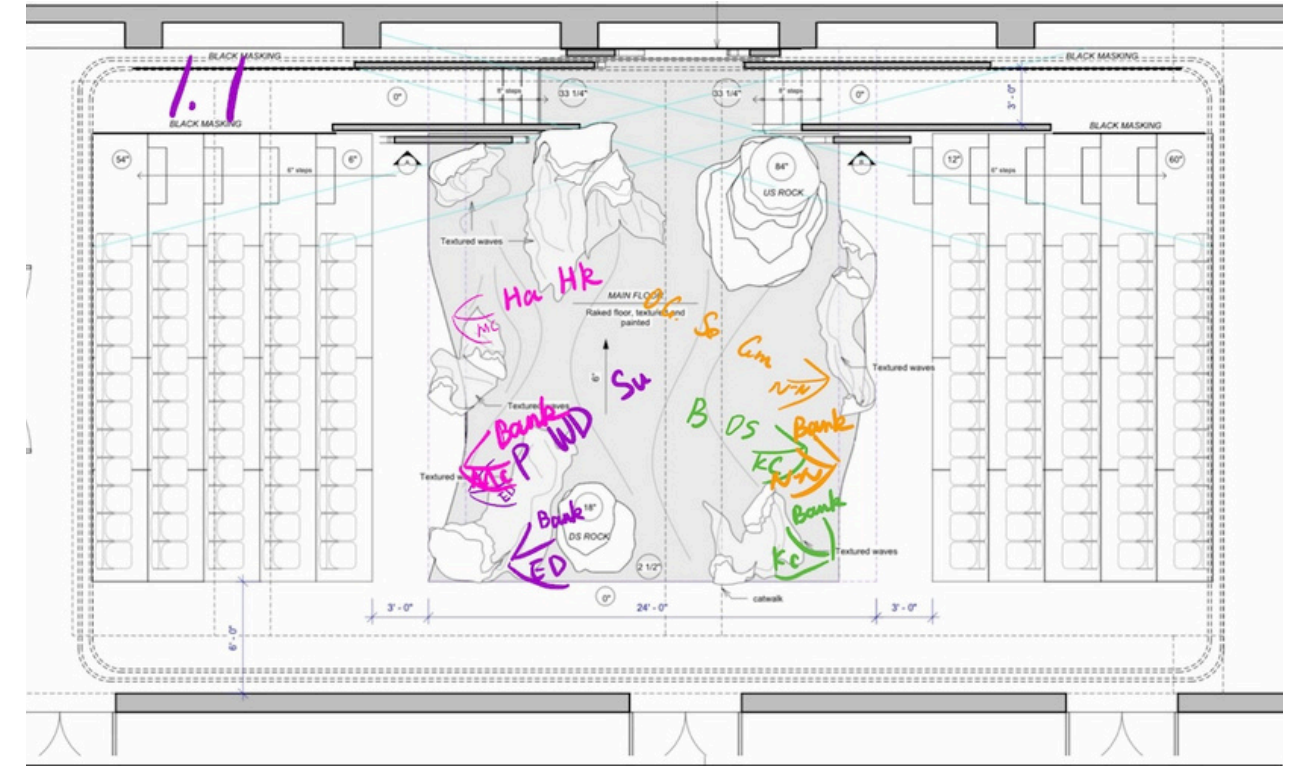 BLACK MASKING
BLACK MASKING
1.1
3' - 0"
0"
6" steps
33 1/4"
33 1/4"
6" steps
0"
BLACK MASKING
BLACK MASKING
54"
6" steps
6"
A
84"
US ROCK
A
12"
6" steps
60"
Textured waves
Ha Hk
MC
MAIN FLOOR
Raked floor, textured and
painted
So
Gm
N-N
Textured waves
6"
Su
Textured waves
Bank
P WD
B DS
KC
Bank
N-N
Textured waves
MC
ED
Bank
18"
DS ROCK
ED
Bank
KC
Textured waves
2 1/2"
0"
catwalk
3' - 0"
24' - 0"
3' - 0"
6' - 0"